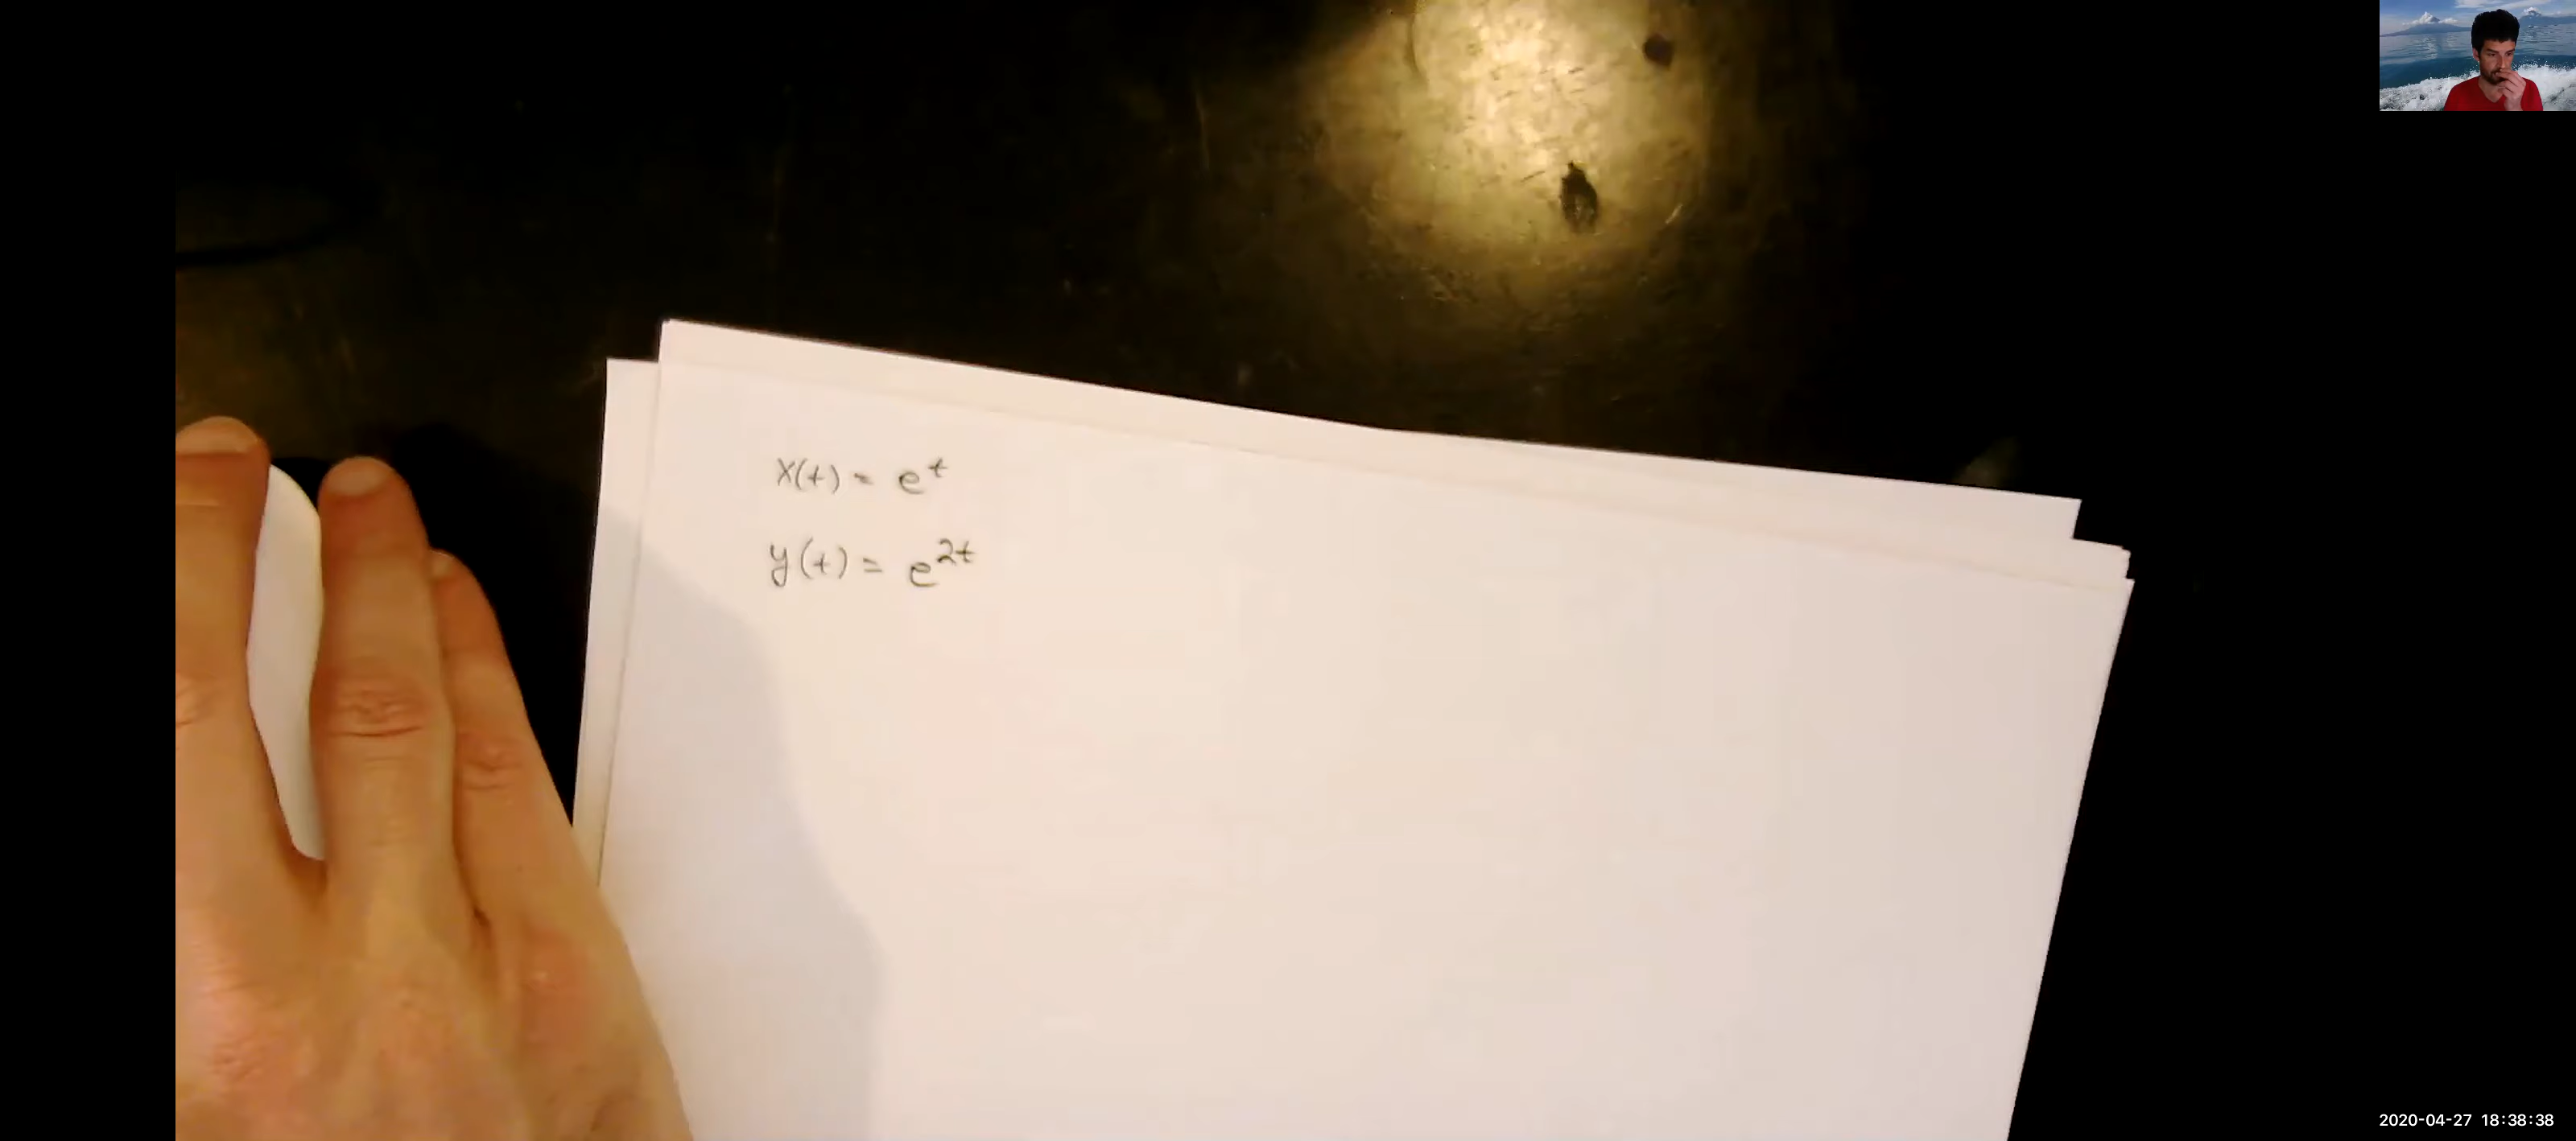 x(t) = e^t
y(t) = e^2t
2020-04-27 18:38:38